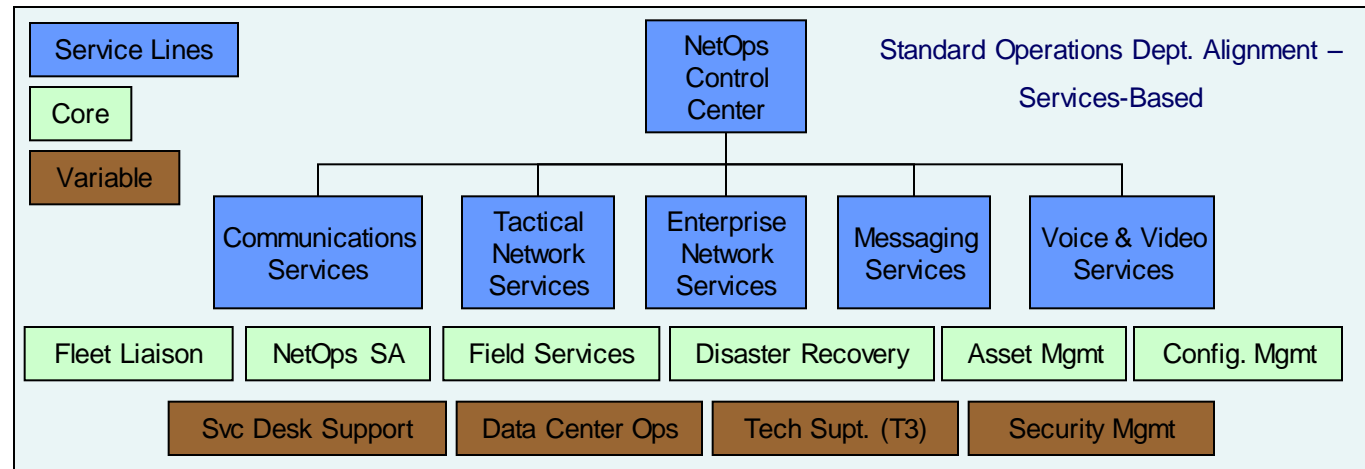 Service Lines
Core
Variable
NetOps
Control
Center
Standard Operations Dept. Alignment –
Services-Based
Communications
Services
Tactical
Network
Services
Enterprise
Network
Services
Messaging
Services
Voice & Video
Services
Fleet Liaison
NetOps SA
Field Services
Disaster Recovery
Asset Mgmt
Config. Mgmt
Svc Desk Support
Data Center Ops
Tech Supt. (T3)
Security Mgmt